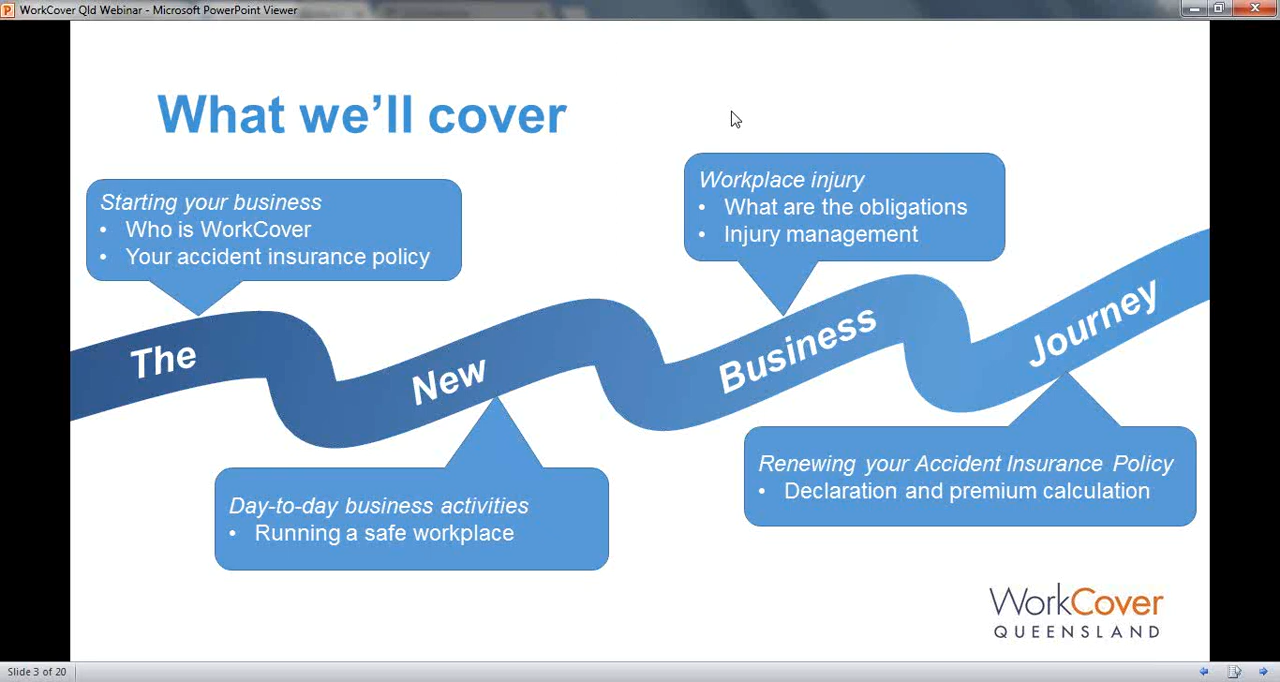 WorkCover Qld Webinar - Microsoft PowerPoint Viewer
What we'll cover
Starting your business
• Who is WorkCover
• Your accident insurance policy
Workplace injury
• What are the obligations
• Injury management
The New Business Journey
Day-to-day business activities
• Running a safe workplace
Renewing your Accident Insurance Policy
• Declaration and premium calculation
WorkCover
QUEENSLAND
Slide 3 of 20